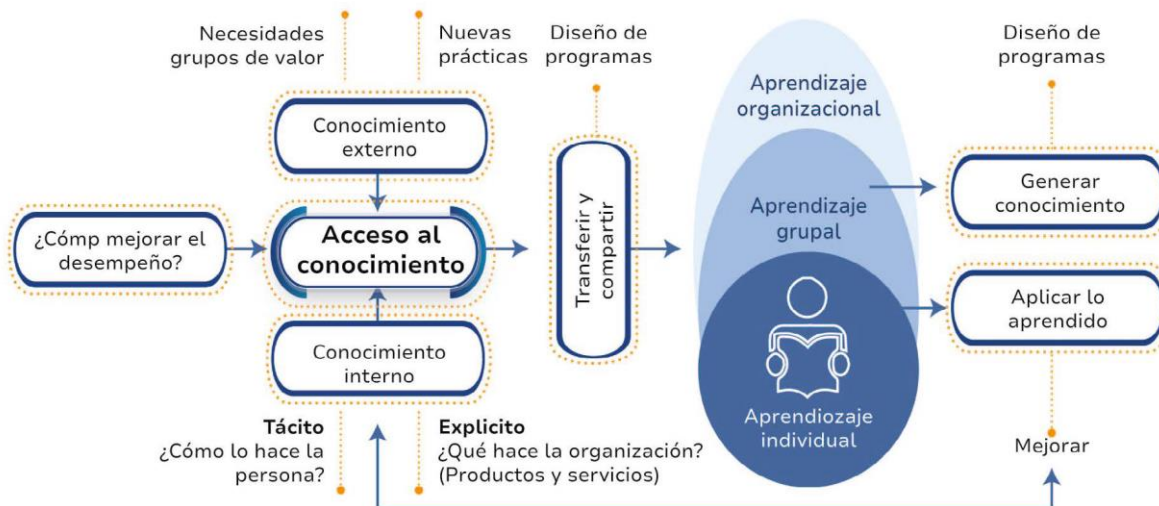 Necesidades
grupos de valor
Nuevas
prácticas
Diseño de
programas
Conocimiento
externo
¿Cómp mejorar el
desempeño?
Acceso al
conocimiento
Conocimiento
interno
Tácito
¿Cómo lo hace la
persona?
Explicito
¿Qué hace la organización?
(Productos y servicios)
Transferir y
compartir
Aprendizaje
organizacional
Aprendizaje
grupal
Aprendiozaje
individual
Diseño de
programas
Generar
conocimiento
Aplicar lo
aprendido
Mejorar